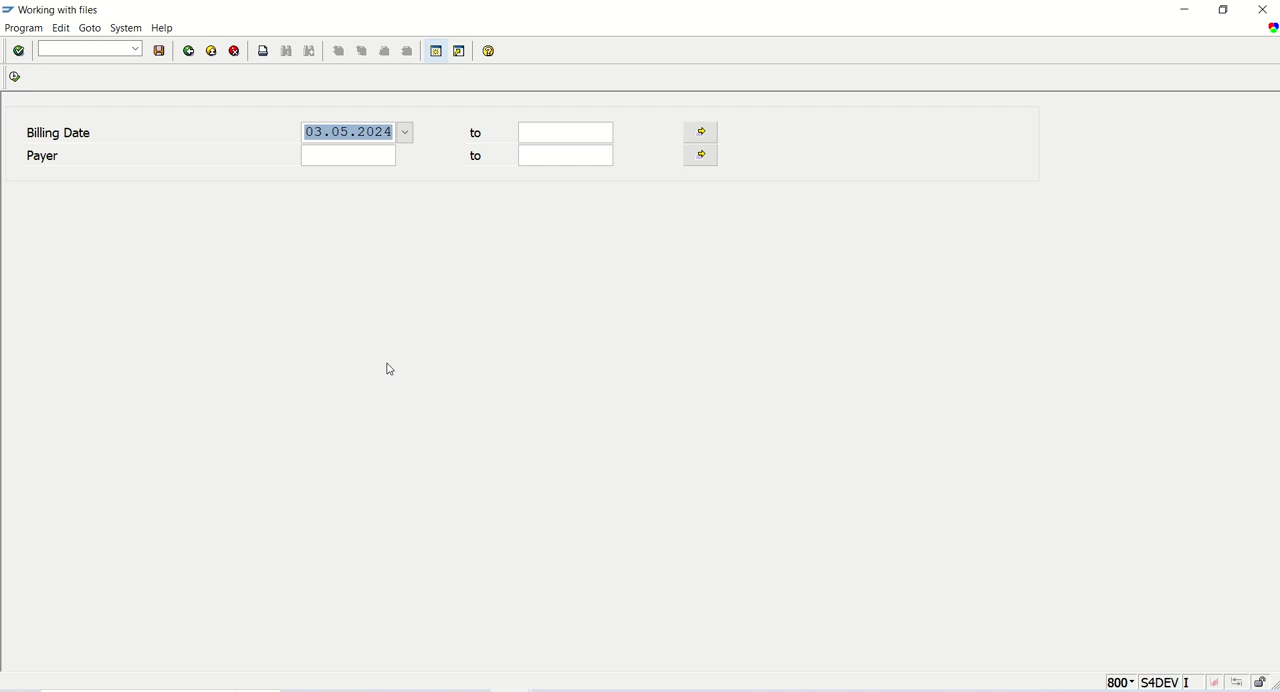 Working with files
Program Edit Goto System Help
Billing Date 03.05.2024 to
Payer to
800 S4DEV I